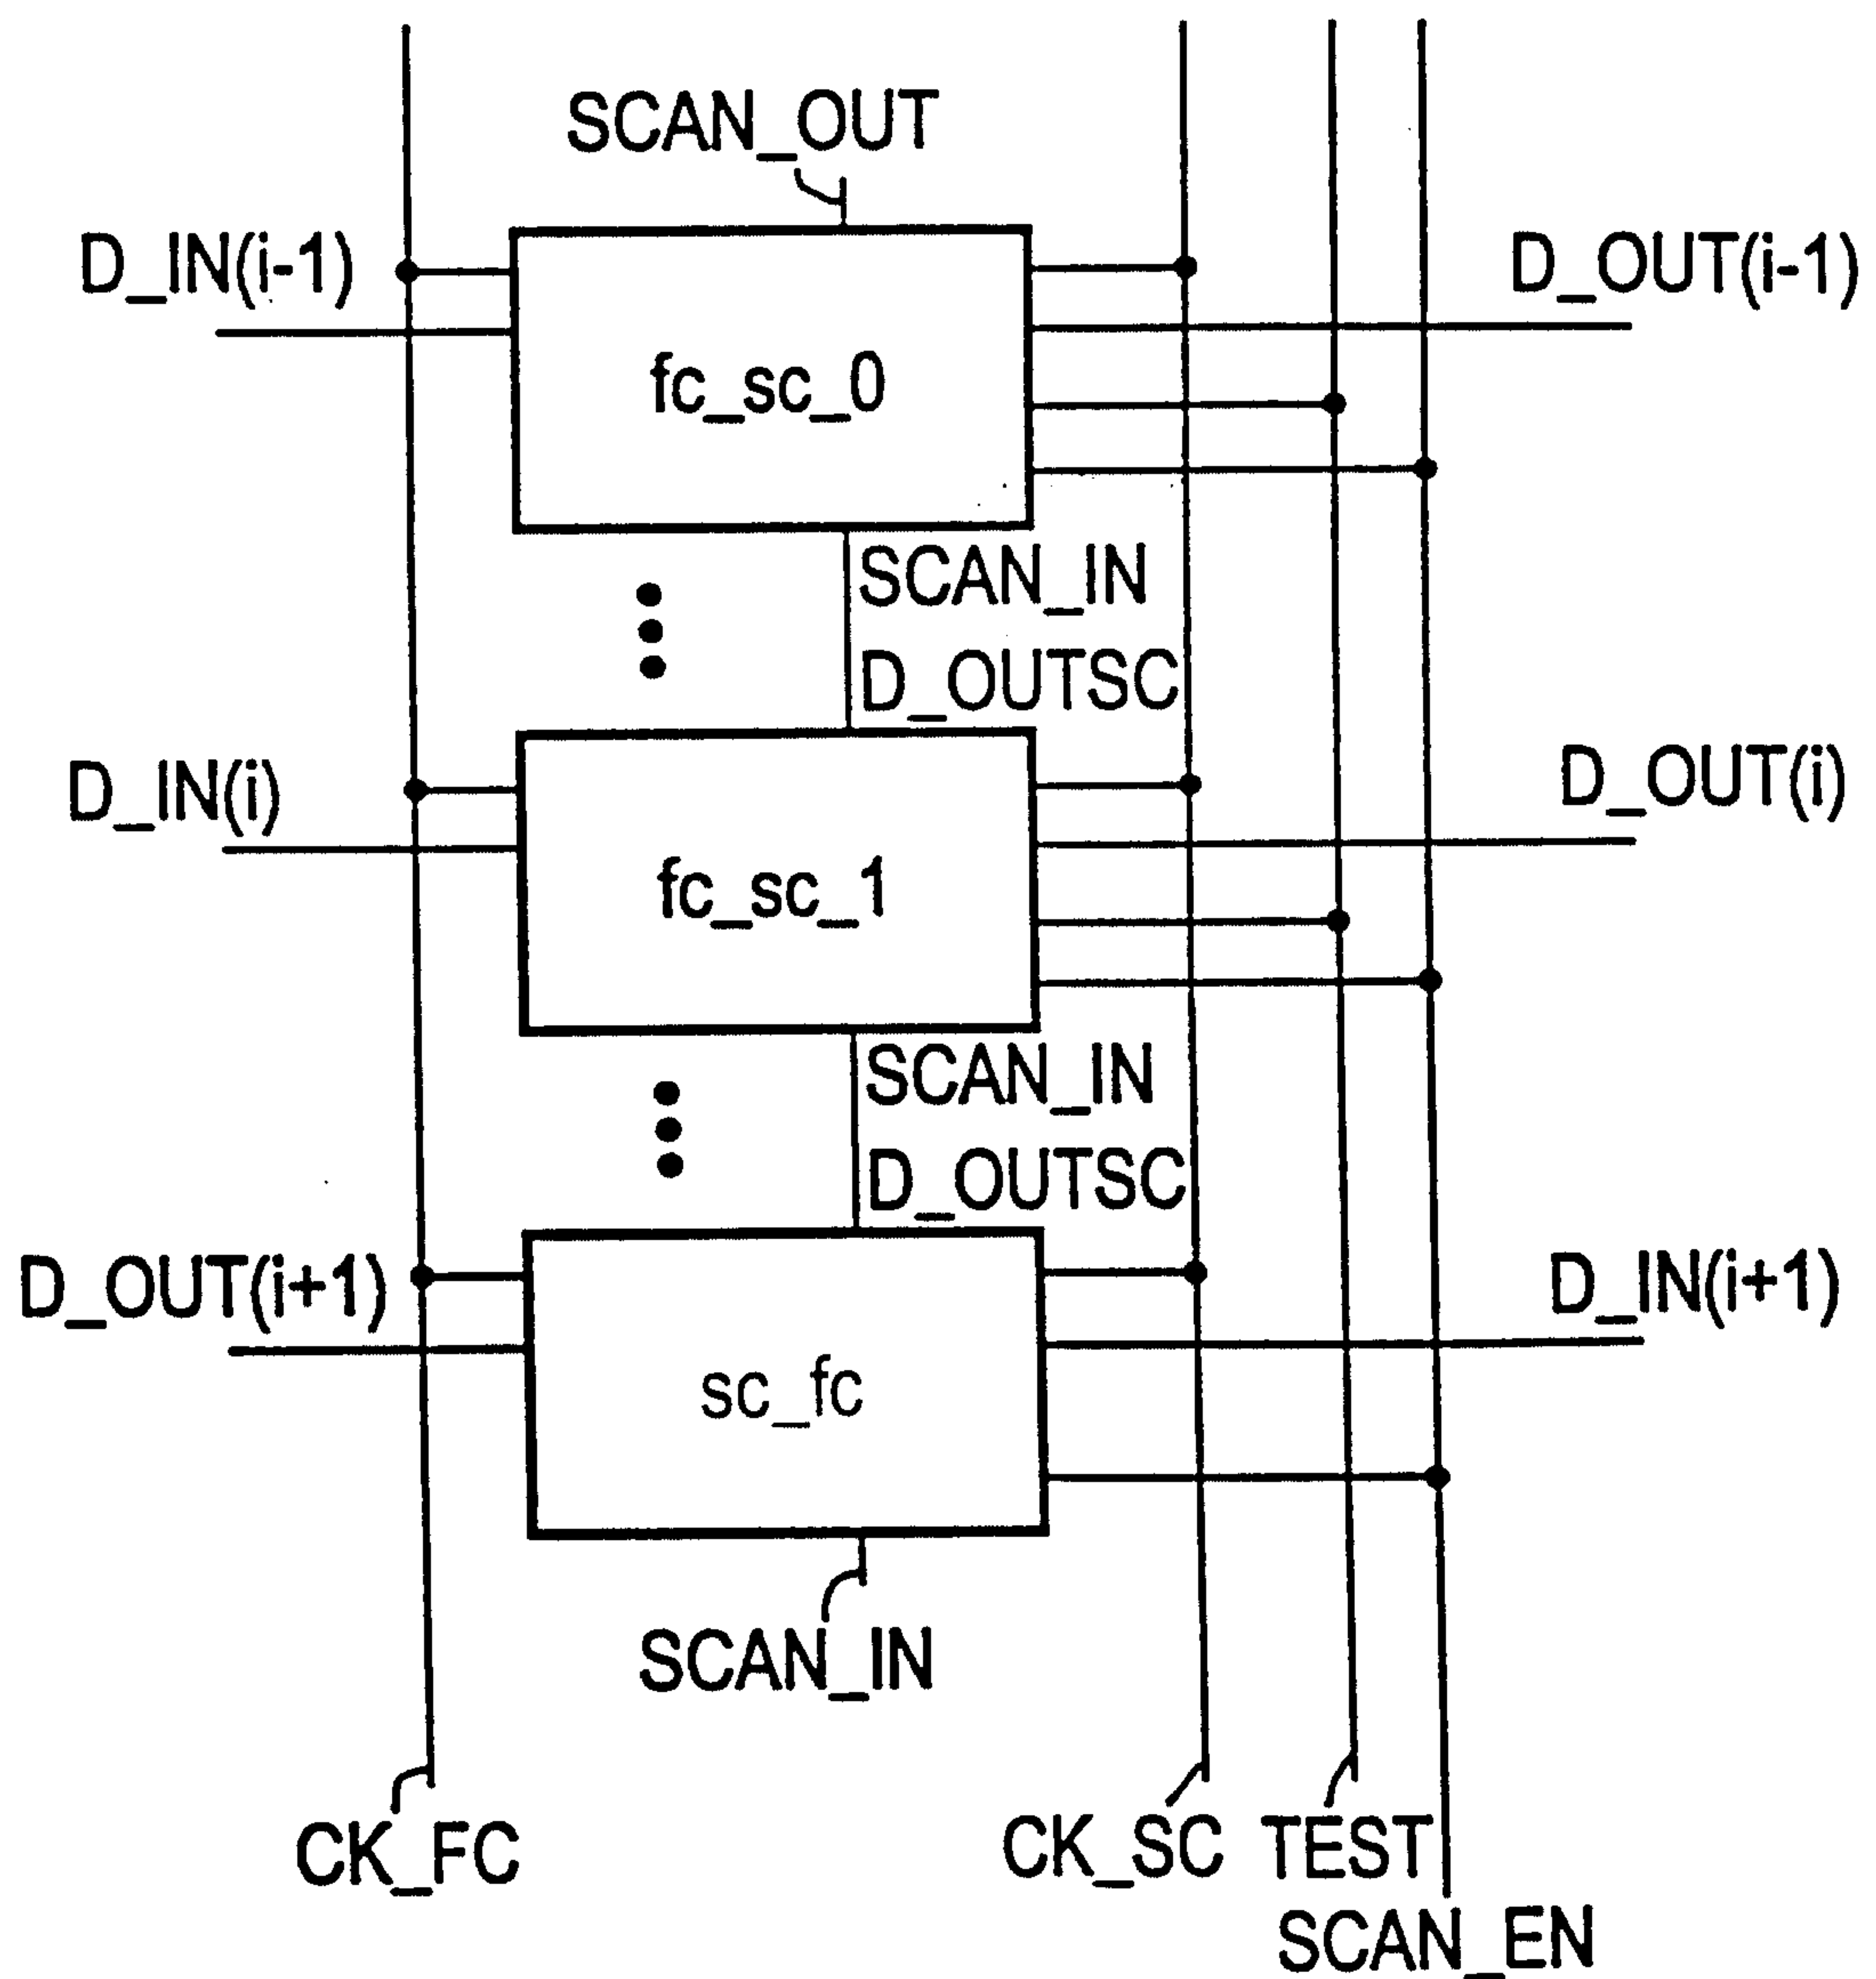 SCAN_OUT
D_IN(i-1)
D_OUT(i-1)
fc_sc_0
SCAN_IN
D_OUTSC
D_IN(i)
D_OUT(i)
fc_sc_1
SCAN_IN
D_OUTSC
D_OUT(i+1)
D_IN(i+1)
sc_fc
SCAN_IN
CK_FC
CK_SC
TEST
SCAN_EN